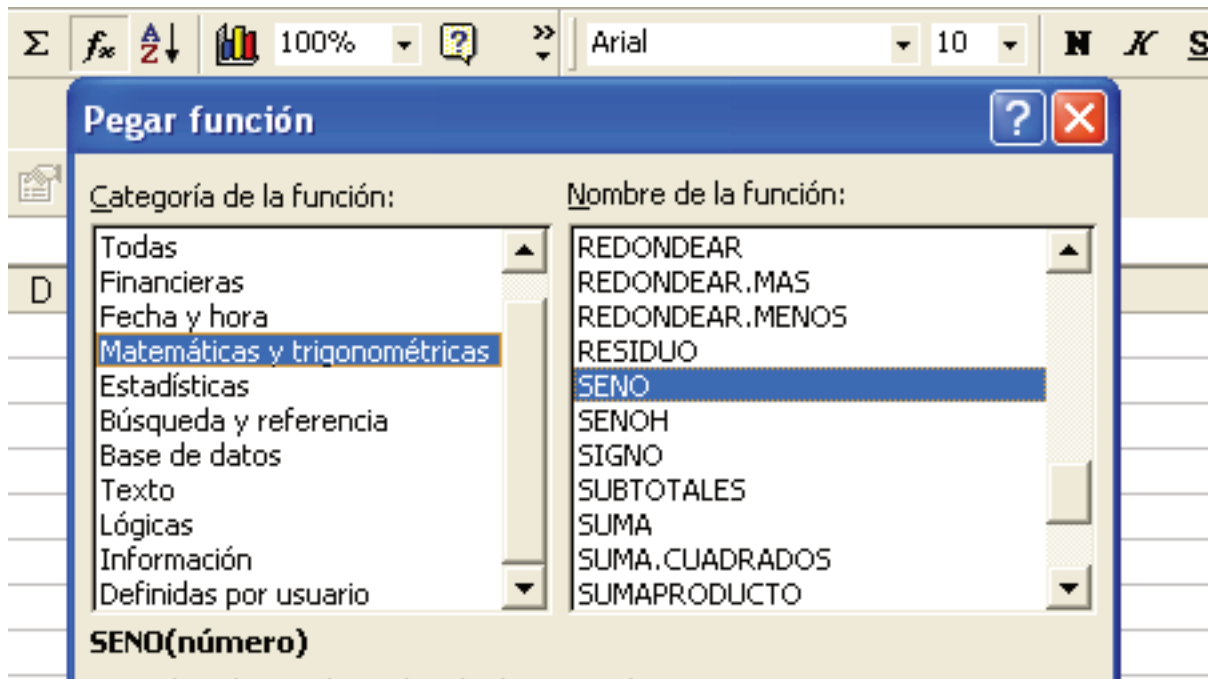 Σ fx A Z 100% ? » Arial 10 N K S
Pegar función ? X
Categoría de la función:
Nombre de la función:
D
Todas
Financieras
Fecha y hora
Matemáticas y trigonométricas
Estadísticas
Búsqueda y referencia
Base de datos
Texto
Lógicas
Información
Definidas por usuario
REDONDEAR
REDONDEAR.MAS
REDONDEAR.MENOS
RESIDUO
SENO
SENOH
SIGNO
SUBTOTALES
SUMA
SUMA.CUADRADOS
SUMAPRODUCTO
SENO(número)